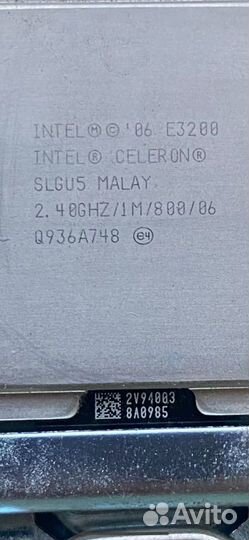 INTEL Ⓜ © '06 E3200
INTEL® CELERON®
SLGU5 MALAY
2.40GHZ/1M/800/06
Q936A748 e4
2V94003
8A0985
Avito